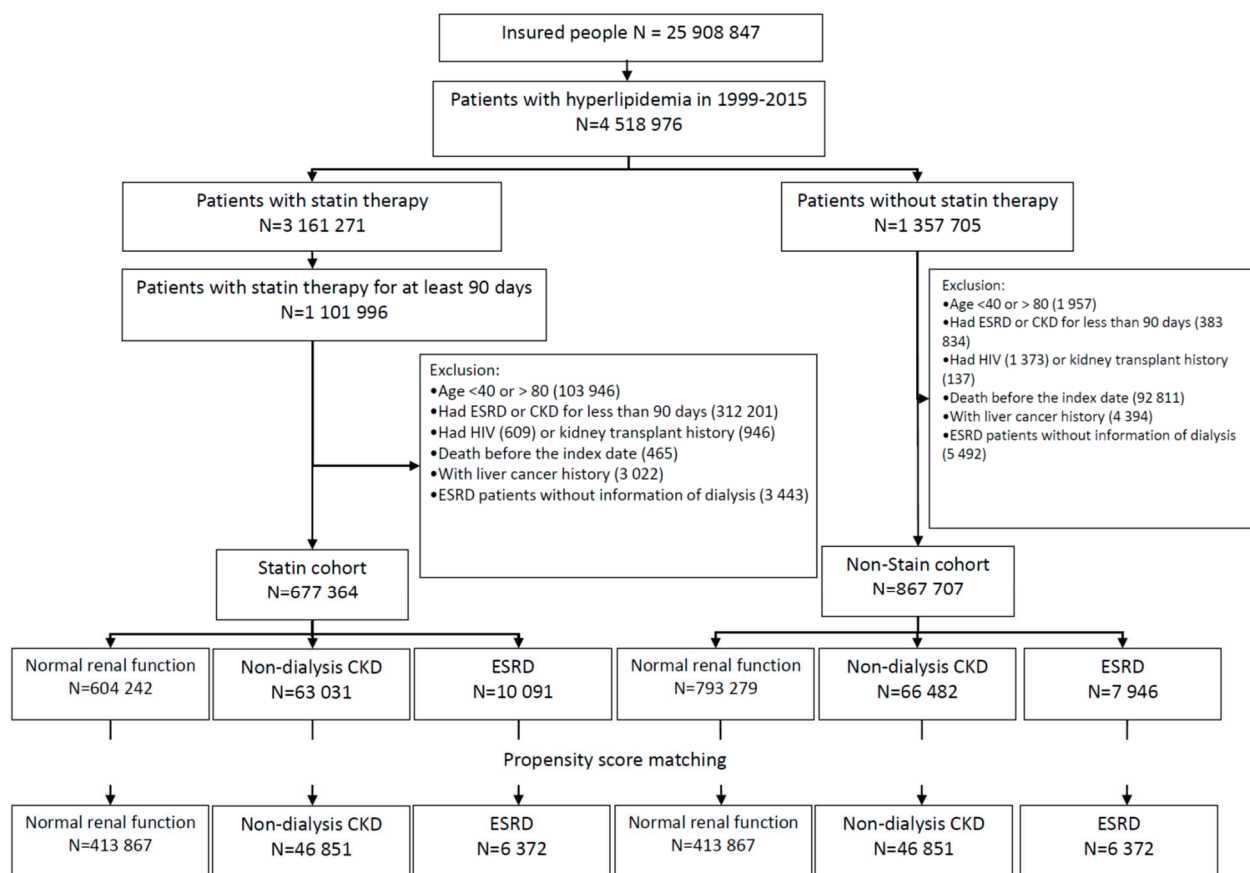 Insured people N = 25 908 847
Patients with hyperlipidemia in 1999-2015
N=4 518 976
Patients with statin therapy
N=3 161 271
Patients without statin therapy
N=1 357 705
Patients with statin therapy for at least 90 days
N=1 101 996
Exclusion:
•Age <40 or > 80 (1 957)
•Had ESRD or CKD for less than 90 days (383
834)
•Had HIV (1 373) or kidney transplant history
(137)
•Death before the index date (92 811)
•With liver cancer history (4 394)
•ESRD patients without information of dialysis
(5 492)
Exclusion:
•Age <40 or > 80 (103 946)
•Had ESRD or CKD for less than 90 days (312 201)
•Had HIV (609) or kidney transplant history (946)
•Death before the index date (465)
•With liver cancer history (3 022)
•ESRD patients without information of dialysis (3 443)
Statin cohort
N=677 364
Non-Stain cohort
N=867 707
Normal renal function
N=604 242
Non-dialysis CKD
N=63 031
ESRD
N=10 091
Normal renal function
N=793 279
Non-dialysis CKD
N=66 482
ESRD
N=7 946
Propensity score matching
Normal renal function
N=413 867
Non-dialysis CKD
N=46 851
ESRD
N=6 372
Normal renal function
N=413 867
Non-dialysis CKD
N=46 851
ESRD
N=6 372